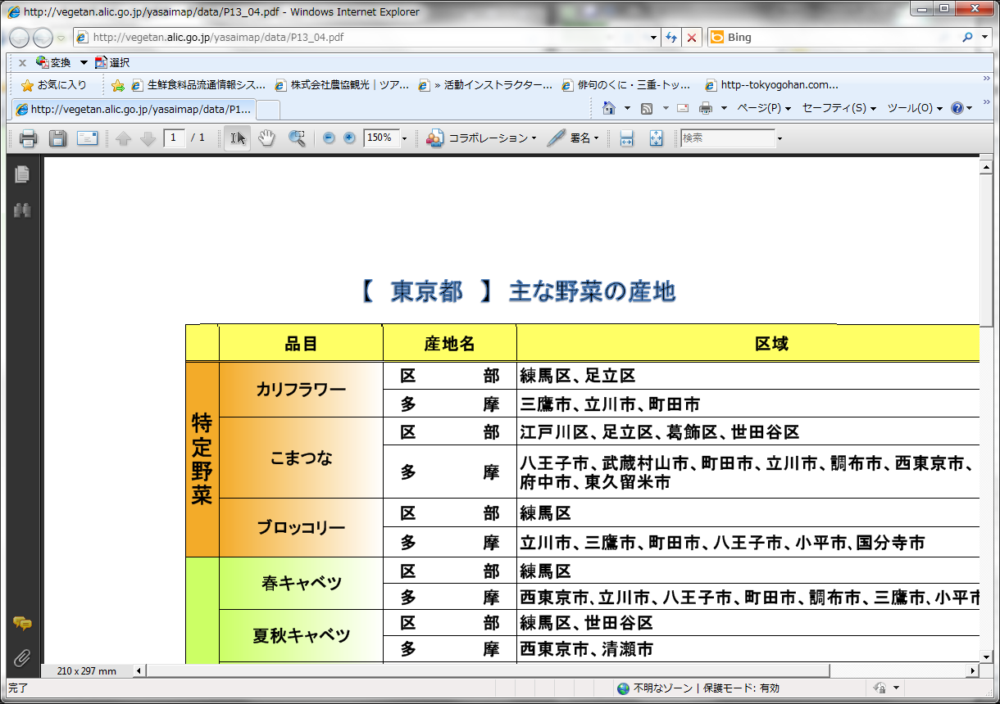 http://vegetan.alic.go.jp/yasaimap/data/P13_04.pdf - Windows Internet Explorer
http://vegetan.alic.go.jp/yasaimap/data/P13_04.pdf
Bing
x 変換 選択
お気に入り 生鮮食料品流通情報シス... 株式会社農協観光｜ツア... » 活動インストラクター... 俳句のくに・三重-トッ... http--tokyogohan.com...
http://vegetan.alic.go.jp/yasaimap/data/P1... ページ(P) セーフティ(S) ツール(O)
1 / 1 150% コラボレーション 署名 検索
【 東京都 】 主な野菜の産地
品目 産地名 区域
特定野菜
カリフラワー 区部 練馬区、足立区
多摩 三鷹市、立川市、町田市
こまつな 区部 江戸川区、足立区、葛飾区、世田谷区
多摩 八王子市、武蔵村山市、町田市、立川市、調布市、西東京市、
府中市、東久留米市
ブロッコリー 区部 練馬区
多摩 立川市、三鷹市、町田市、八王子市、小平市、国分寺市
春キャベツ 区部 練馬区
多摩 西東京市、立川市、八王子市、町田市、調布市、三鷹市、小平市
夏秋キャベツ 区部 練馬区、世田谷区
多摩 西東京市、清瀬市
210 x 297 mm
完了 不明なゾーン | 保護モード: 有効